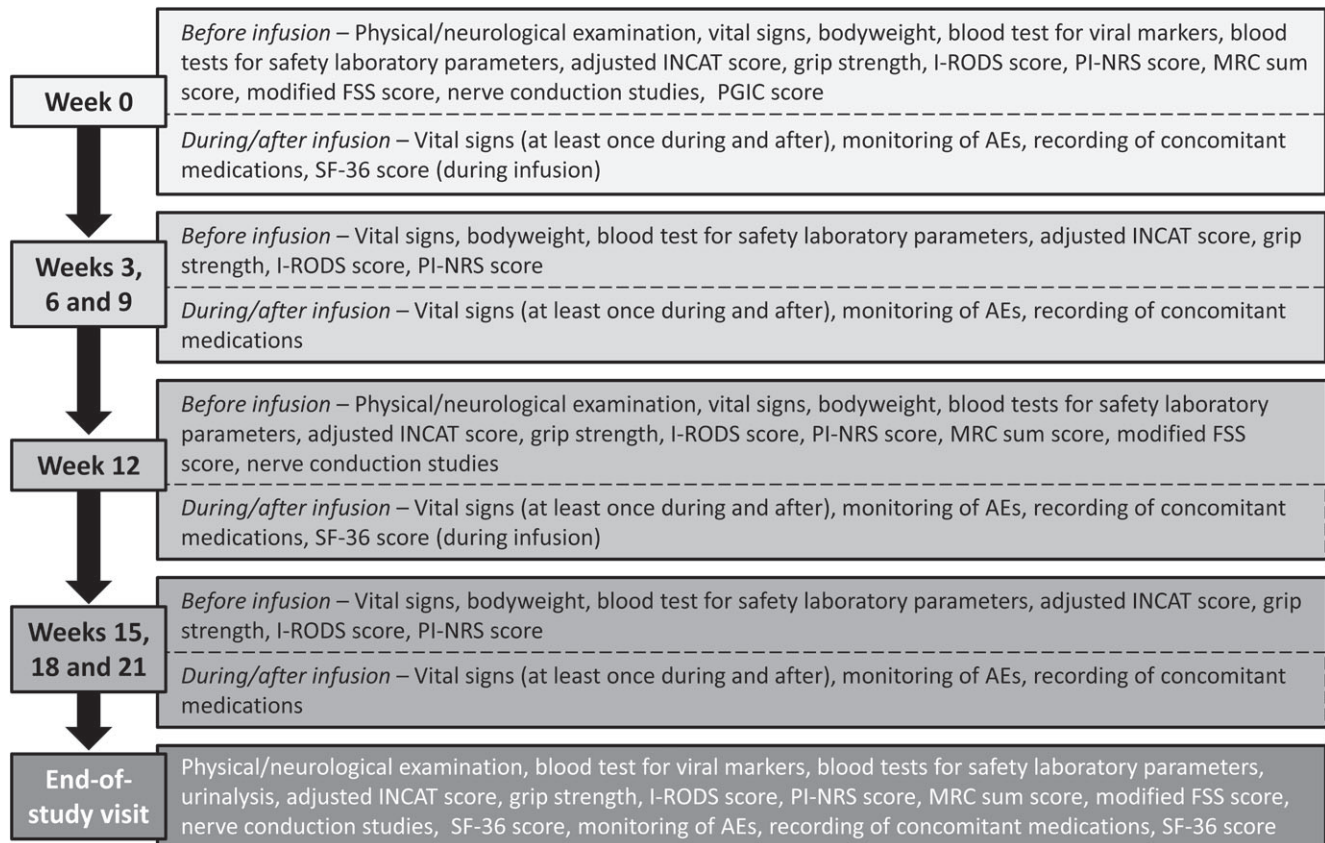 Week 0
Before infusion – Physical/neurological examination, vital signs, bodyweight, blood test for viral markers, blood
tests for safety laboratory parameters, adjusted INCAT score, grip strength, I-RODS score, PI-NRS score, MRC sum
score, modified FSS score, nerve conduction studies,  PGIC score
During/after infusion – Vital signs (at least once during and after), monitoring of AEs, recording of concomitant
medications, SF-36 score (during infusion)
Weeks 3,
6 and 9
Before infusion – Vital signs, bodyweight, blood test for safety laboratory parameters, adjusted INCAT score, grip
strength, I-RODS score, PI-NRS score
During/after infusion – Vital signs (at least once during and after), monitoring of AEs, recording of concomitant
medications
Week 12
Before infusion – Physical/neurological examination, vital signs, bodyweight, blood tests for safety laboratory
parameters, adjusted INCAT score, grip strength, I-RODS score, PI-NRS score, MRC sum score, modified FSS
score, nerve conduction studies
During/after infusion – Vital signs (at least once during and after), monitoring of AEs, recording of concomitant
medications, SF-36 score (during infusion)
Weeks 15,
18 and 21
Before infusion – Vital signs, bodyweight, blood test for safety laboratory parameters, adjusted INCAT score, grip
strength, I-RODS score, PI-NRS score
During/after infusion – Vital signs (at least once during and after), monitoring of AEs, recording of concomitant
medications
End-of-
study visit
Physical/neurological examination, blood test for viral markers, blood tests for safety laboratory parameters,
urinalysis, adjusted INCAT score, grip strength, I-RODS score, PI-NRS score, MRC sum score, modified FSS score,
nerve conduction studies,  SF-36 score, monitoring of AEs, recording of concomitant medications, SF-36 score